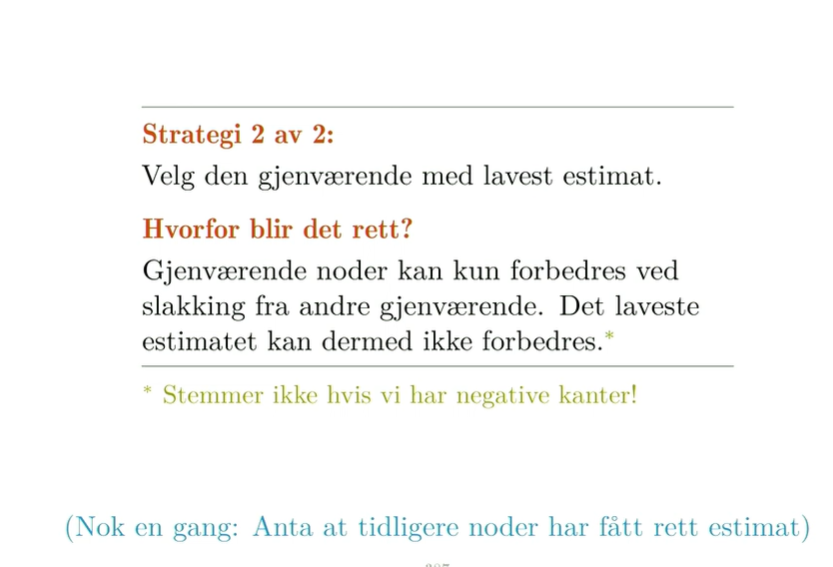 Strategi 2 av 2:
Velg den gjenværende med lavest estimat.
Hvorfor blir det rett?
Gjenværende noder kan kun forbedres ved
slakking fra andre gjenværende. Det laveste
estimatet kan dermed ikke forbedres.*
* Stemmer ikke hvis vi har negative kanter!
(Nok en gang: Anta at tidligere noder har fått rett estimat)